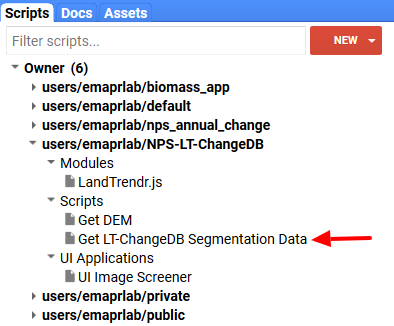 Scripts Docs Assets
Filter scripts... NEW
Owner (6)
users/emaprlab/biomass_app
users/emaprlab/default
users/emaprlab/nps_annual_change
users/emaprlab/NPS-LT-ChangeDB
Modules
LandTrendr.js
Scripts
Get DEM
Get LT-ChangeDB Segmentation Data
UI Applications
UI Image Screener
users/emaprlab/private
users/emaprlab/public